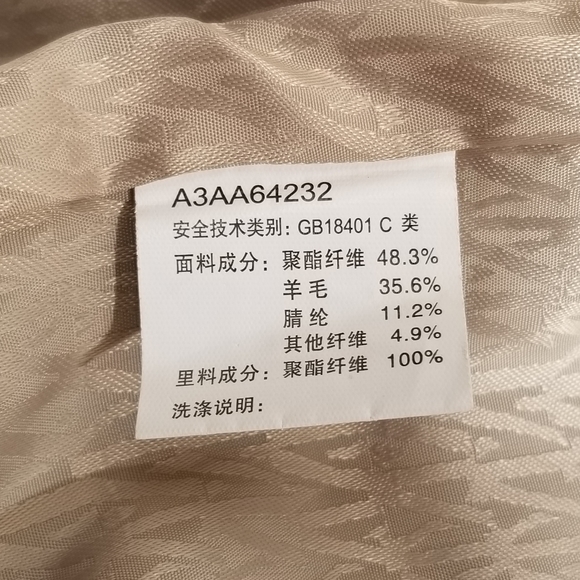 A3AA64232
安全技术类别: GB18401 C 类
面料成分: 聚酯纤维 48.3%
羊毛 35.6%
腈纶 11.2%
其他纤维 4.9%
里料成分: 聚酯纤维 100%
洗涤说明: